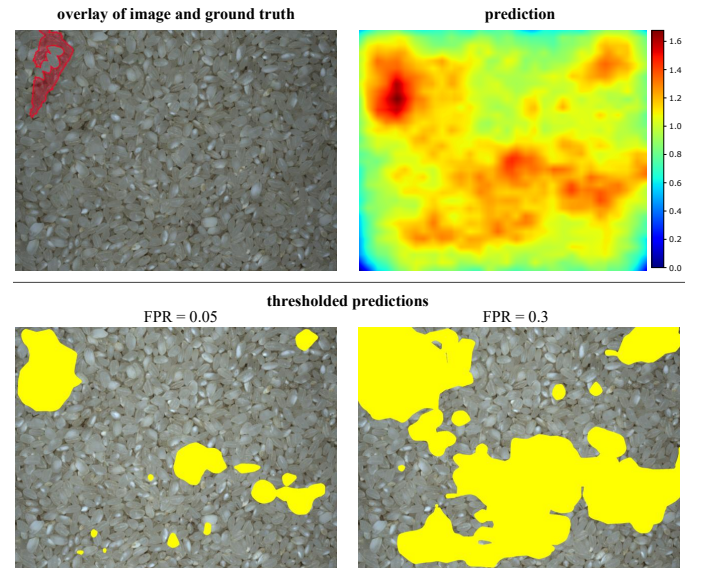 overlay of image and ground truth
prediction
1.6
1.4
1.2
1.0
0.8
0.6
0.4
0.2
0.0
thresholded predictions
FPR = 0.05
FPR = 0.3